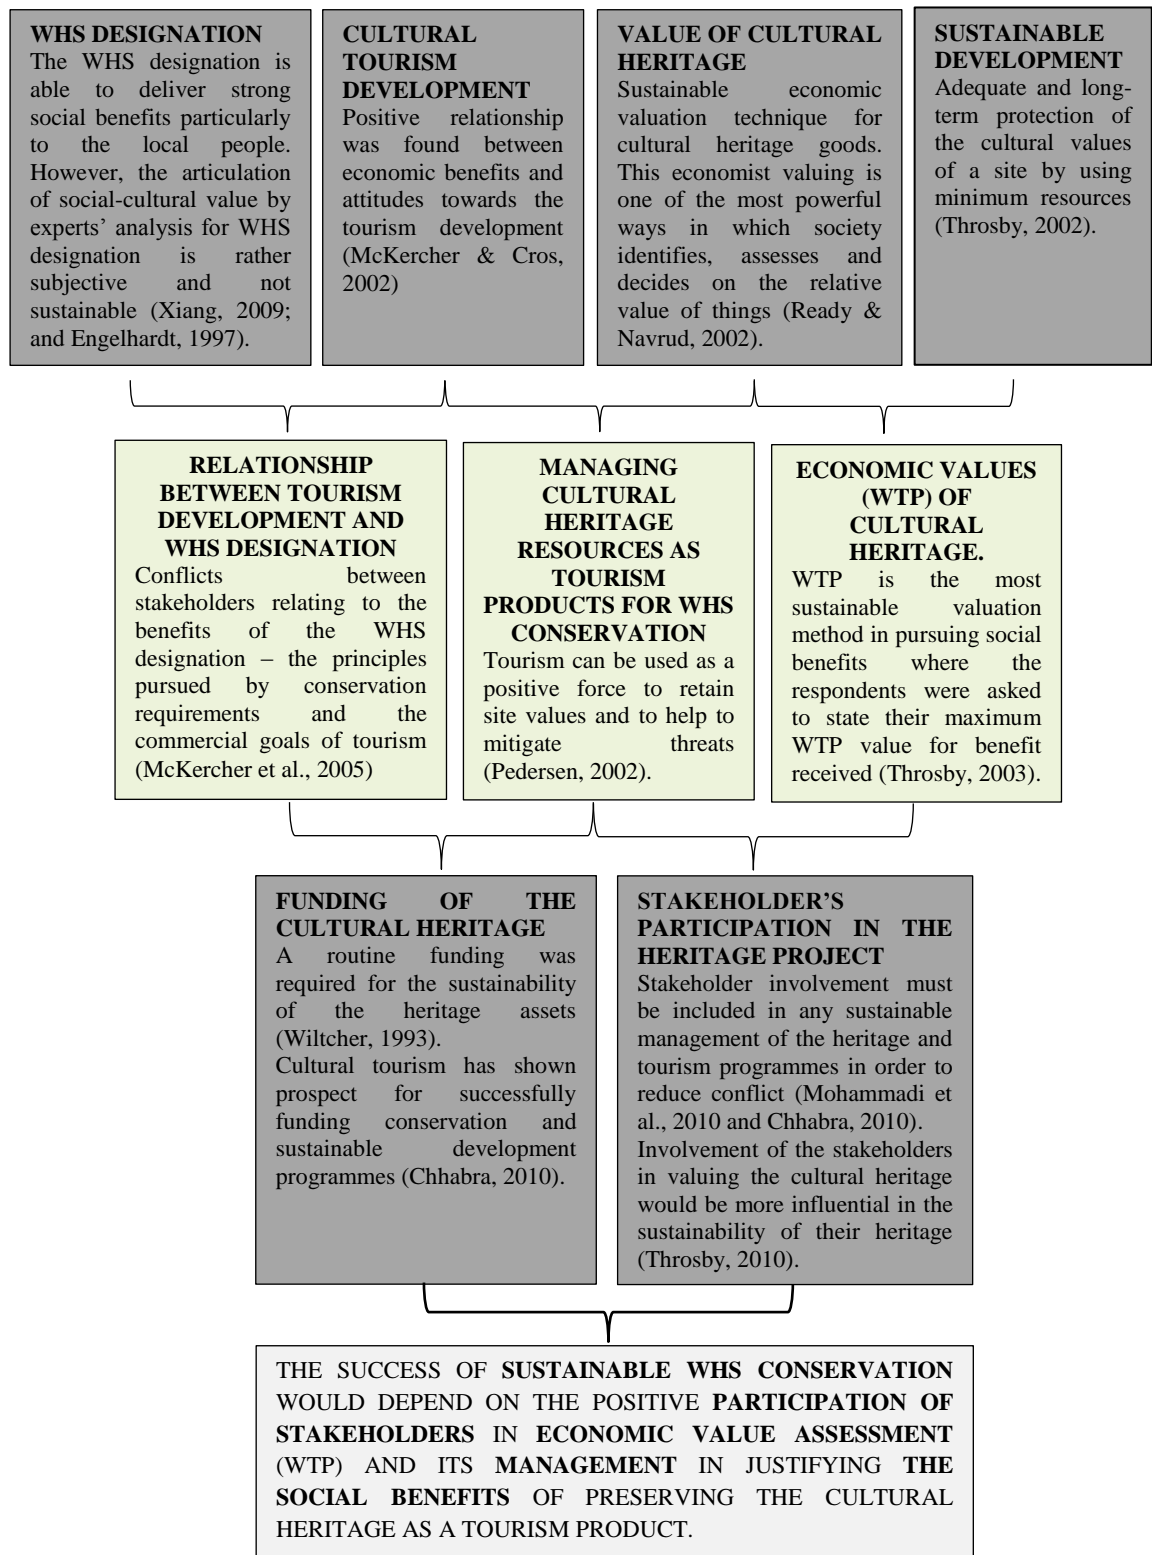 WHS DESIGNATION
The WHS designation is
able to deliver strong
social benefits particularly
to the local people.
However, the articulation
of social-cultural value by
experts’ analysis for WHS
designation is rather
subjective and not
sustainable (Xiang, 2009;
and Engelhardt, 1997).
CULTURAL
TOURISM
DEVELOPMENT
Positive relationship
was found between
economic benefits and
attitudes towards the
tourism development
(McKercher & Cros,
2002)
VALUE OF CULTURAL
HERITAGE
Sustainable economic
valuation technique for
cultural heritage goods.
This economist valuing is
one of the most powerful
ways in which society
identifies, assesses and
decides on the relative
value of things (Ready &
Navrud, 2002).
SUSTAINABLE
DEVELOPMENT
Adequate and long-
term protection of
the cultural values
of a site by using
minimum resources
(Throsby, 2002).
RELATIONSHIP
BETWEEN TOURISM
DEVELOPMENT AND
WHS DESIGNATION
Conflicts between
stakeholders relating to the
benefits of the WHS
designation – the principles
pursued by conservation
requirements and the
commercial goals of tourism
(McKercher et al., 2005)
MANAGING
CULTURAL
HERITAGE
RESOURCES AS
TOURISM
PRODUCTS FOR WHS
CONSERVATION
Tourism can be used as a
positive force to retain
site values and to help to
mitigate threats
(Pedersen, 2002).
ECONOMIC VALUES
(WTP) OF
CULTURAL
HERITAGE.
WTP is the most
sustainable valuation
method in pursuing social
benefits where the
respondents were asked
to state their maximum
WTP value for benefit
received (Throsby, 2003).
FUNDING OF THE
CULTURAL HERITAGE
A routine funding was
required for the sustainability
of the heritage assets
(Wiltcher, 1993).
Cultural tourism has shown
prospect for successfully
funding conservation and
sustainable development
programmes (Chhabra, 2010).
STAKEHOLDER’S
PARTICIPATION IN THE
HERITAGE PROJECT
Stakeholder involvement must
be included in any sustainable
management of the heritage and
tourism programmes in order to
reduce conflict (Mohammadi et
al., 2010 and Chhabra, 2010).
Involvement of the stakeholders
in valuing the cultural heritage
would be more influential in the
sustainability of their heritage
(Throsby, 2010).
THE SUCCESS OF SUSTAINABLE WHS CONSERVATION
WOULD DEPEND ON THE POSITIVE PARTICIPATION OF
STAKEHOLDERS IN ECONOMIC VALUE ASSESSMENT
(WTP) AND ITS MANAGEMENT IN JUSTIFYING THE
SOCIAL BENEFITS OF PRESERVING THE CULTURAL
HERITAGE AS A TOURISM PRODUCT.